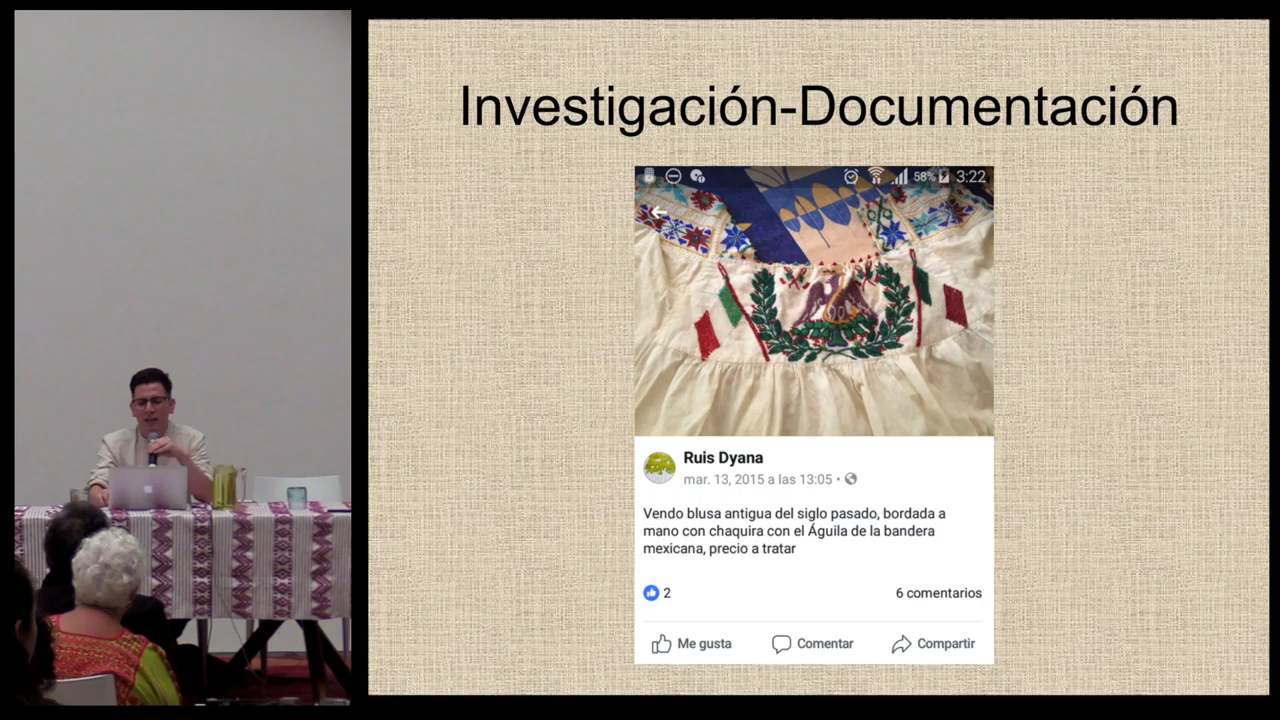 Investigación-Documentación
58% 3:22
Ruis Dyana
mar. 13, 2015 a las 13:05 •
Vendo blusa antigua del siglo pasado, bordada a
mano con chaquira con el Águila de la bandera
mexicana, precio a tratar
2 6 comentarios
Me gusta Comentar Compartir